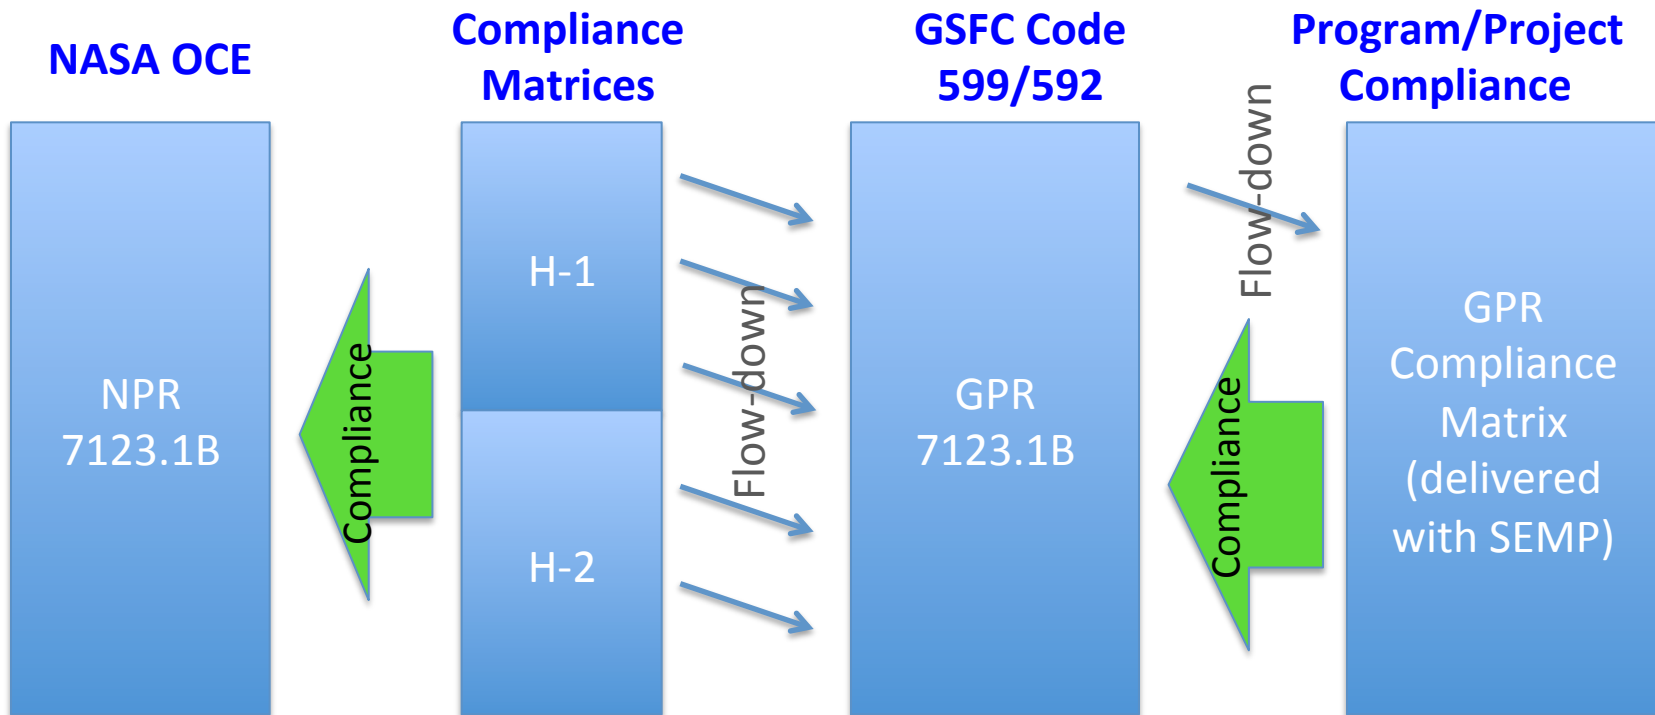 NASA OCE
Compliance
Matrices
GSFC Code
599/592
Program/Project
Compliance
NPR
7123.1B
Compliance
H-1
H-2
Flow-down
GPR
7123.1B
Flow-down
Compliance
GPR
Compliance
Matrix
(delivered
with SEMP)